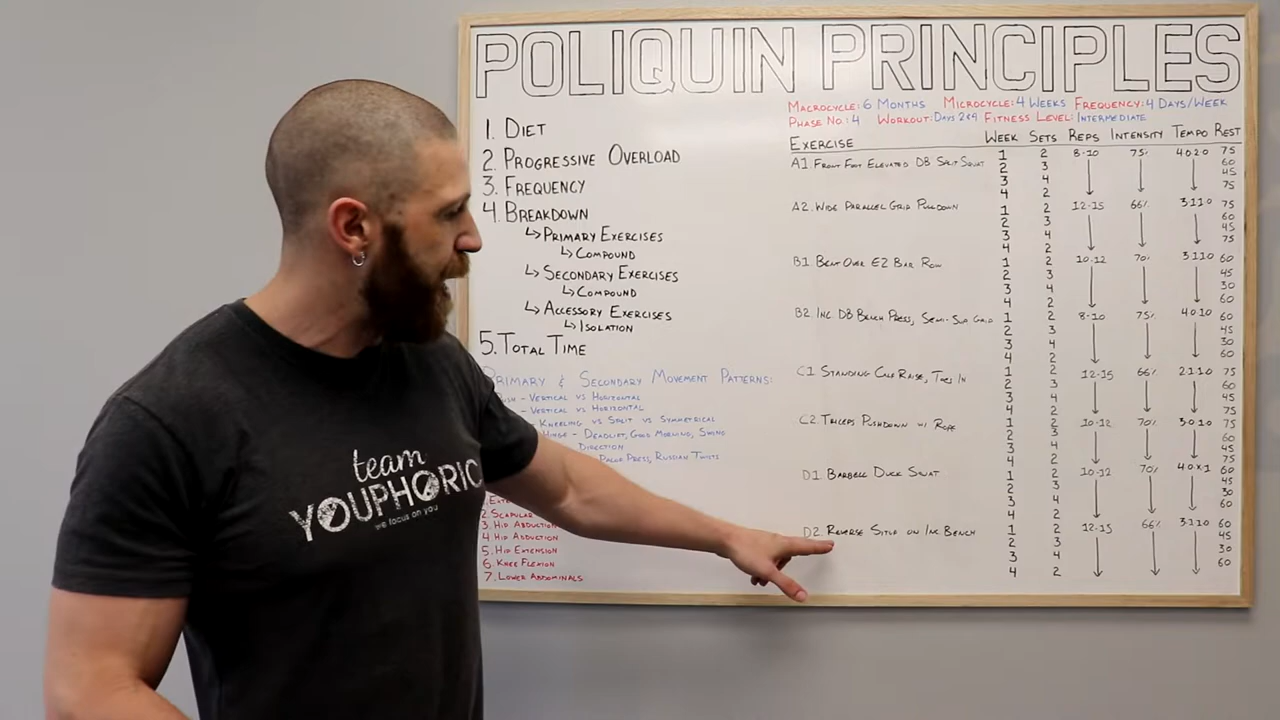 POLIQUIN PRINCIPLES
1. DIET
2. PROGRESSIVE OVERLOAD
3. FREQUENCY
4. BREAKDOWN
↳ PRIMARY EXERCISES
↳ COMPOUND
↳ SECONDARY EXERCISES
↳ COMPOUND
↳ ACCESSORY EXERCISES
↳ ISOLATION
5. TOTAL TIME
PRIMARY & SECONDARY MOVEMENT PATTERNS:
- VERTICAL VS HORIZONTAL
- VERTICAL VS HORIZONTAL
KNEELING VS SPLIT VS SYMMETRICAL
HINGE - DEADLIFT, GOOD MORNING, SWING
DIRECTION
PRESS, RUSSIAN TWISTS
2. SCAPULAR
3. HIP ABDUCTION
4. HIP ADDUCTION
5. HIP EXTENSION
6. KNEE FLEXION
7. LOWER ABDOMINALS
MACROCYCLE: 6 MONTHS MICROCYCLE: 4 WEEKS FREQUENCY: 4 DAYS/WEEK
PHASE NO.: 4 WORKOUT: DAYS 2&4 FITNESS LEVEL: INTERMEDIATE
EXERCISE WEEK SETS REPS INTENSITY TEMPO REST
A1. FRONT FOOT ELEVATED DB SPLIT SQUAT 1 2 8-10 75% 4020 75
2 3 60
3 4 45
4 2 75
A2. WIDE PARALLEL GRIP PULLDOWN 1 2 12-15 66% 3110 75
2 3 60
3 4 45
4 2 75
B1. BENT OVER EZ BAR ROW 1 2 10-12 70% 3110 60
2 3 45
3 4 30
4 2 60
B2. INC DB BENCH PRESS, SEMI-SUP GRIP 1 2 8-10 75% 4010 60
2 3 45
3 4 30
4 2 60
C1. STANDING CALF RAISE, TOES IN 1 2 12-15 66% 2110 75
2 3 60
3 4 45
4 2 75
C2. TRICEPS PUSHDOWN W/ ROPE 1 2 10-12 70% 3010 75
2 3 60
3 4 45
4 2 75
D1. BARBELL DUCK SQUAT 1 2 10-12 70% 40X1 60
2 3 45
3 4 30
4 2 60
D2. REVERSE SITUP ON INC BENCH 1 2 12-15 66% 3110 60
2 3 45
3 4 30
4 2 60
team
YOUPHORIC
we focus on you